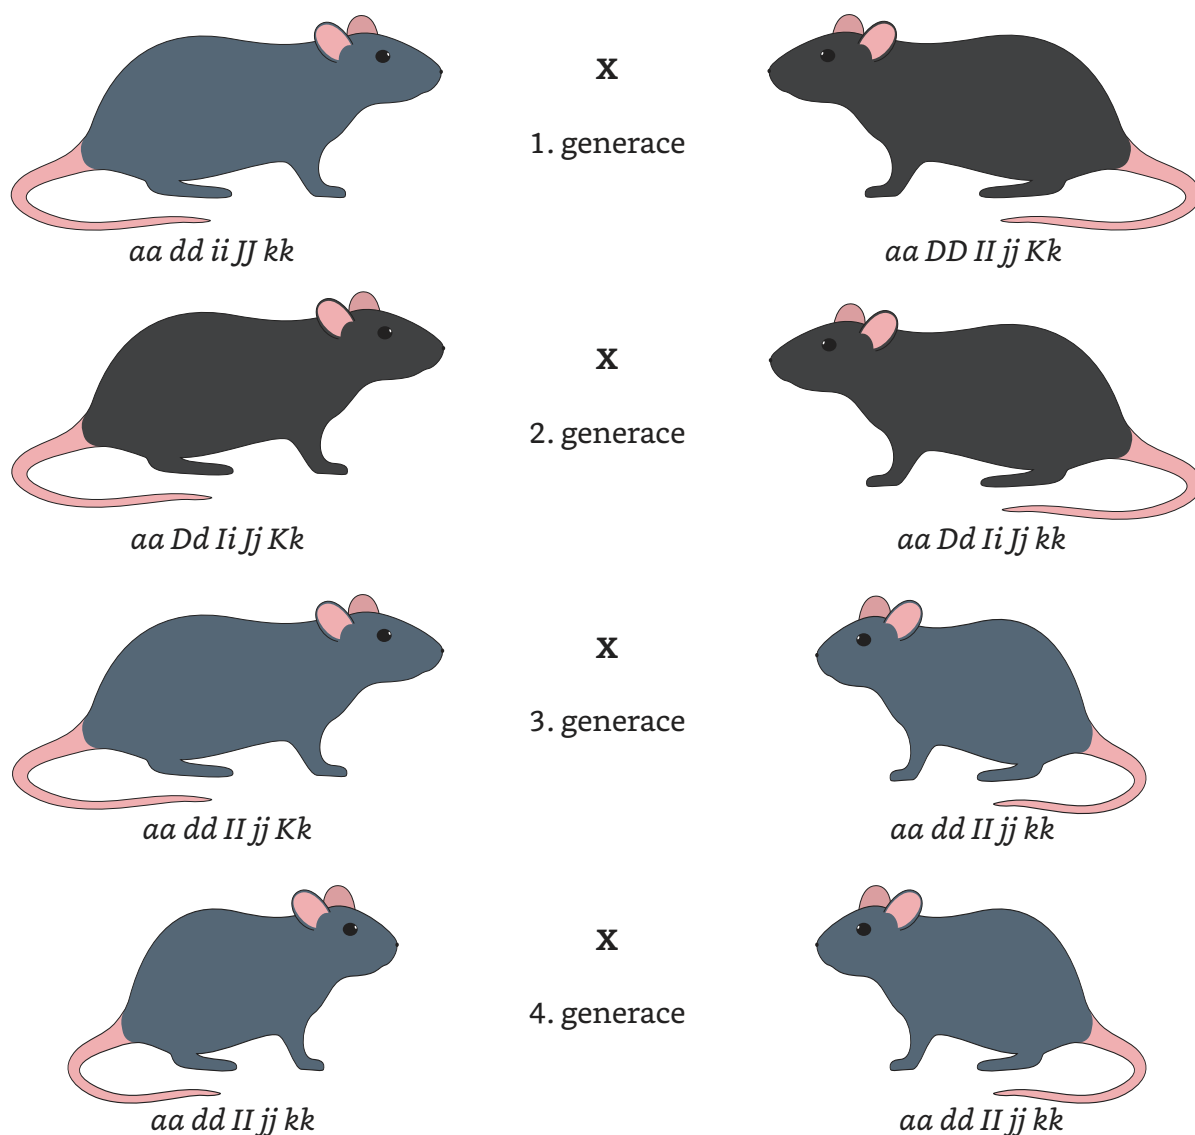 x
1. generace
aa dd ii JJ kk
aa DD II jj Kk
x
2. generace
aa Dd Ii Jj Kk
aa Dd Ii Jj kk
x
3. generace
aa dd II jj Kk
aa dd II jj kk
x
4. generace
aa dd II jj kk
aa dd II jj kk